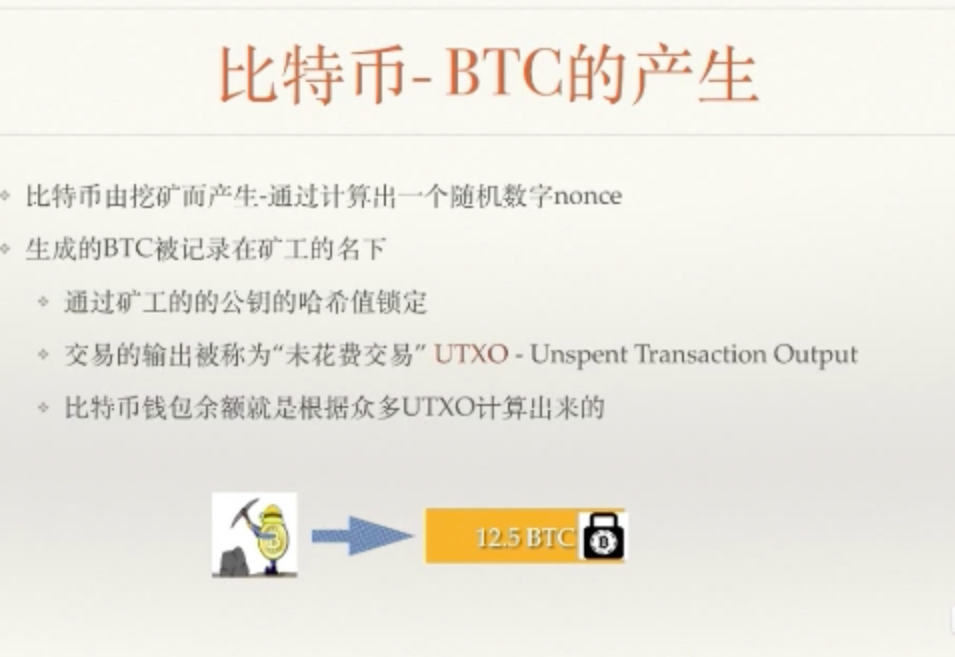 比特币- BTC的产生
比特币由挖矿而产生-通过计算出一个随机数字nonce
生成的BTC被记录在矿工的名下
通过矿工的的公钥的哈希值锁定
交易的输出被称为“未花费交易” UTXO - Unspent Transaction Output
比特币钱包余额就是根据众多UTXO计算出来的
12.5 BTC